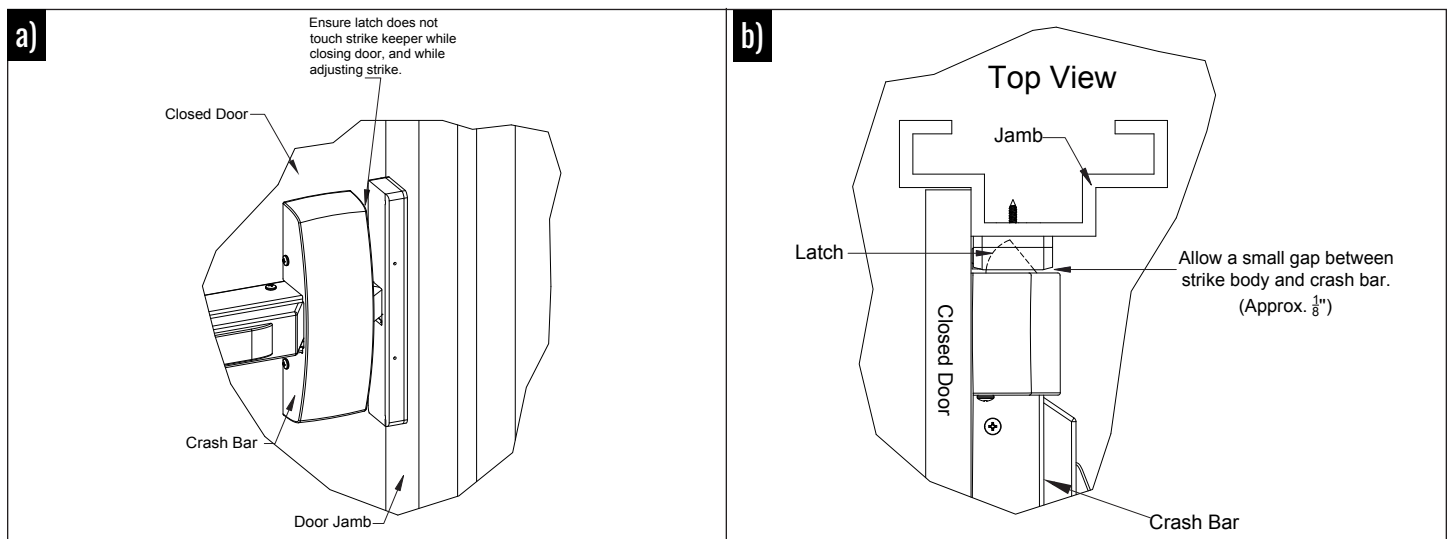 a)
Ensure latch does not
touch strike keeper while
closing door, and while
adjusting strike.
Closed Door
Crash Bar
Door Jamb
b)
Top View
Jamb
Latch
Allow a small gap between
strike body and crash bar.
(Approx. 1/8")
Closed Door
Crash Bar